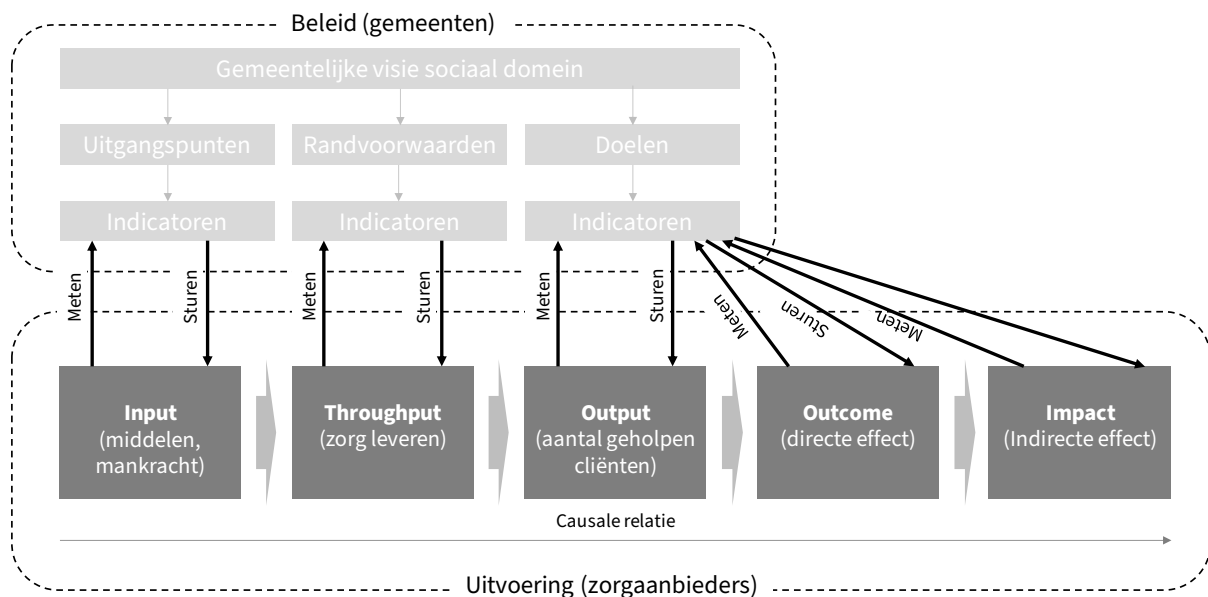 Beleid (gemeenten)
Gemeentelijke visie sociaal domein
Uitgangspunten
Randvoorwaarden
Doelen
Indicatoren
Indicatoren
Indicatoren
Meten
Sturen
Meten
Sturen
Meten
Sturen
Meten
Sturen
Meten,
Input
(middelen,
mankracht)
Throughput
(zorg leveren)
Output
(aantal geholpen
cliënten)
Outcome
(directe effect)
Impact
(Indirecte effect)
Causale relatie
Uitvoering (zorgaanbieders)